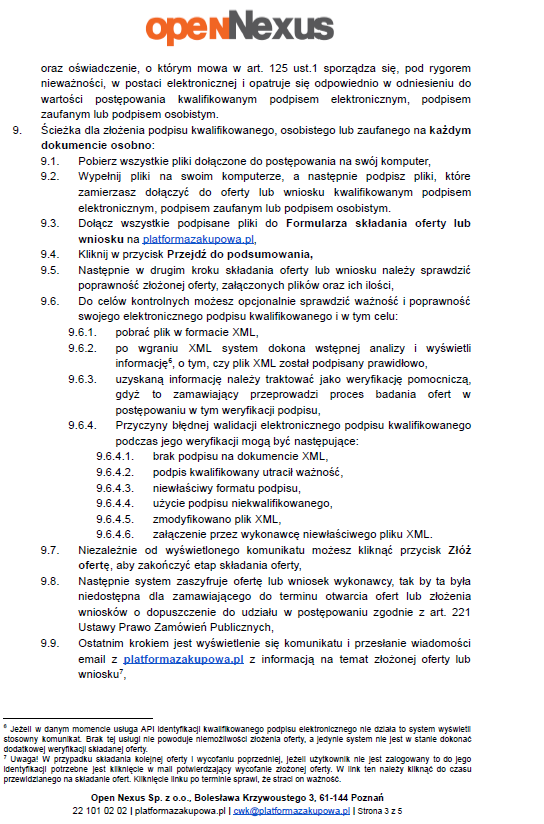 openNexus
oraz oświadczenie, o którym mowa w art. 125 ust.1 sporządza się, pod rygorem
nieważności, w postaci elektronicznej i opatruje się odpowiednio w odniesieniu do
wartości postępowania kwalifikowanym podpisem elektronicznym, podpisem
zaufanym lub podpisem osobistym.
9. Ścieżka dla złożenia podpisu kwalifikowanego, osobistego lub zaufanego na każdym
dokumencie osobno:
9.1. Pobierz wszystkie pliki dołączone do postępowania na swój komputer,
9.2. Wypełnij pliki na swoim komputerze, a następnie podpisz pliki, które
zamierzasz dołączyć do oferty lub wniosku kwalifikowanym podpisem
elektronicznym, podpisem zaufanym lub podpisem osobistym.
9.3. Dołącz wszystkie podpisane pliki do Formularza składania oferty lub
wniosku na platformazakupowa.pl,
9.4. Kliknij w przycisk Przejdź do podsumowania,
9.5. Następnie w drugim kroku składania oferty lub wniosku należy sprawdzić
poprawność złożonej oferty, załączonych plików oraz ich ilości,
9.6. Do celów kontrolnych możesz opcjonalnie sprawdzić ważność i poprawność
swojego elektronicznego podpisu kwalifikowanego i w tym celu:
9.6.1. pobrać plik w formacie XML,
9.6.2. po wgraniu XML system dokona wstępnej analizy i wyświetli
informację⁶, o tym, czy plik XML został podpisany prawidłowo,
9.6.3. uzyskaną informację należy traktować jako weryfikację pomocniczą,
gdyż to zamawiający przeprowadzi proces badania ofert w
postępowaniu w tym weryfikacji podpisu,
9.6.4. Przyczyny błędnej walidacji elektronicznego podpisu kwalifikowanego
podczas jego weryfikacji mogą być następujące:
9.6.4.1. brak podpisu na dokumencie XML,
9.6.4.2. podpis kwalifikowany utracił ważność,
9.6.4.3. niewłaściwy formatu podpisu,
9.6.4.4. użycie podpisu niekwalifikowanego,
9.6.4.5. zmodyfikowano plik XML,
9.6.4.6. załączenie przez wykonawcę niewłaściwego pliku XML.
9.7. Niezależnie od wyświetlonego komunikatu możesz kliknąć przycisk Złóż
ofertę, aby zakończyć etap składania oferty,
9.8. Następnie system zaszyfruje ofertę lub wniosek wykonawcy, tak by ta była
niedostępna dla zamawiającego do terminu otwarcia ofert lub złożenia
wniosków o dopuszczenie do udziału w postępowaniu zgodnie z art. 221
Ustawy Prawo Zamówień Publicznych,
9.9. Ostatnim krokiem jest wyświetlenie się komunikatu i przesłanie wiadomości
email z platformazakupowa.pl z informacją na temat złożonej oferty lub
wniosku⁷,
⁶ Jeżeli w danym momencie usługa API identyfikacji kwalifikowanego podpisu elektronicznego nie działa to system wyświetli
stosowny komunikat. Brak tej usługi nie powoduje niemożliwości złożenia oferty, a jedynie system nie jest w stanie dokonać
dodatkowej weryfikacji składanej oferty.
⁷ Uwaga! W przypadku składania kolejnej oferty i wycofaniu poprzedniej, jeżeli użytkownik nie jest zalogowany to do jego
identyfikacji potrzebne jest kliknięcie w mail potwierdzający wycofanie złożonej oferty. W link ten należy kliknąć do czasu
przewidzianego na składanie ofert. Kliknięcie linku po terminie sprawi, że straci on ważność.
Open Nexus Sp. z o.o., Bolesława Krzywoustego 3, 61-144 Poznań
22 101 02 02 | platformazakupowa.pl | cwk@platformazakupowa.pl | Strona 3 z 5